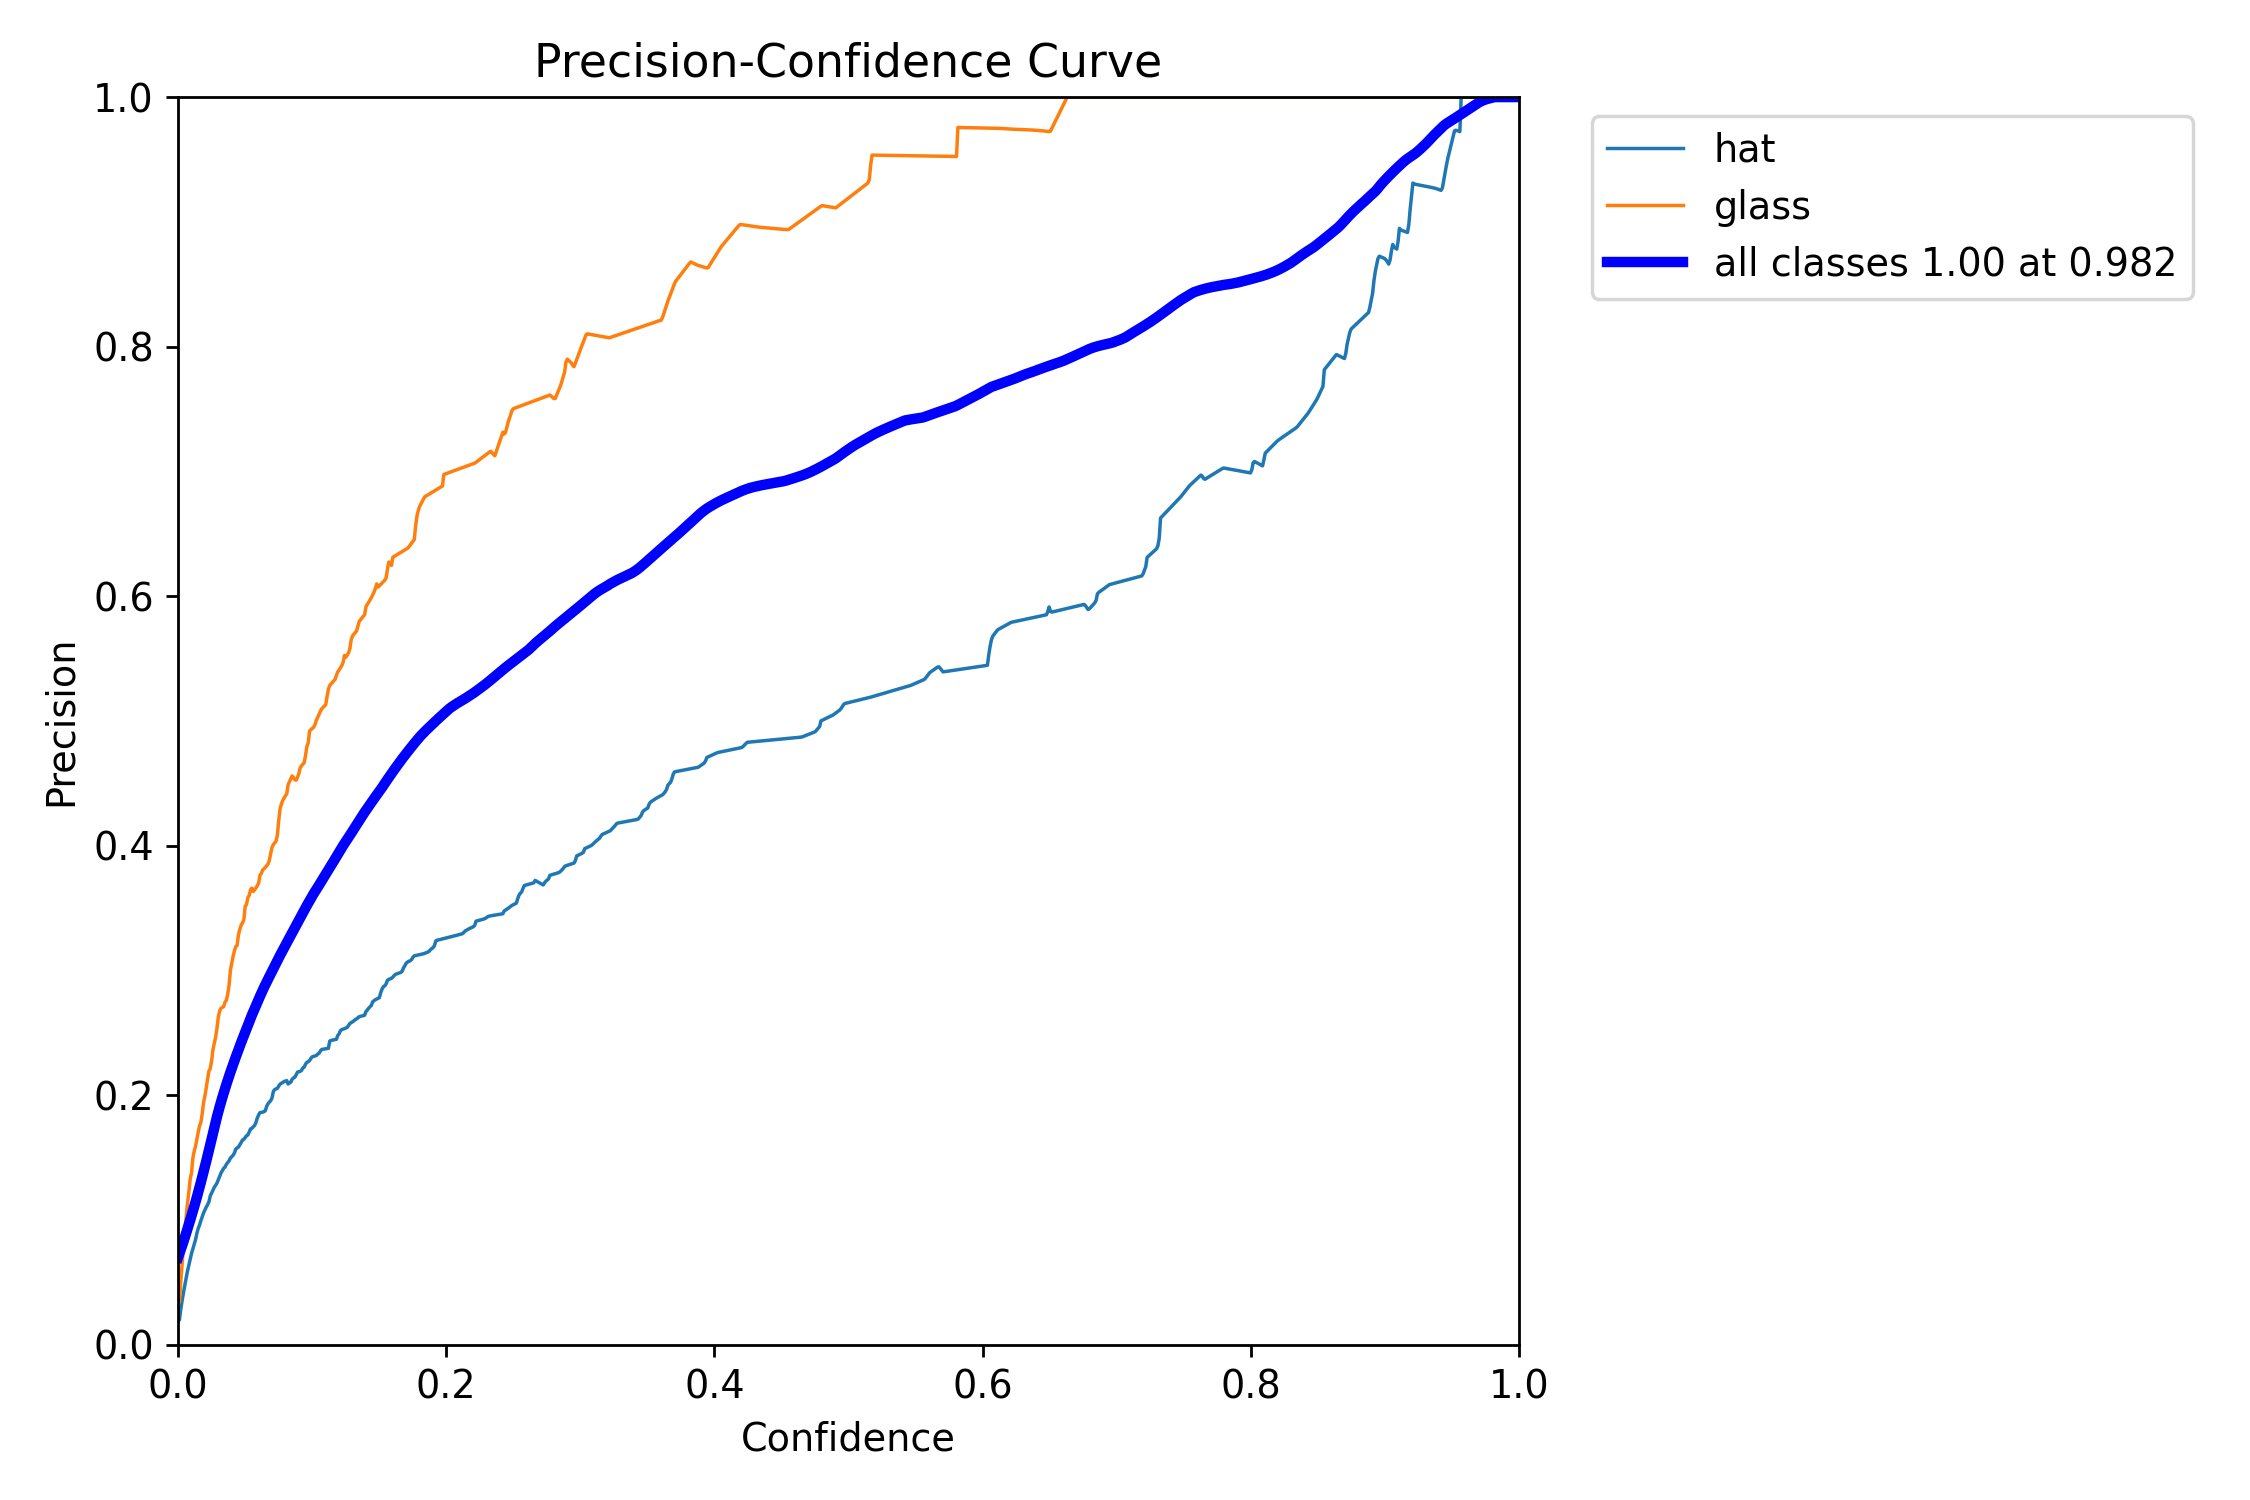 Precision-Confidence Curve
1.0
0.8
0.6
0.4
0.2
0.0
Precision
0.0 0.2 0.4 0.6 0.8 1.0
Confidence
hat
glass
all classes 1.00 at 0.982